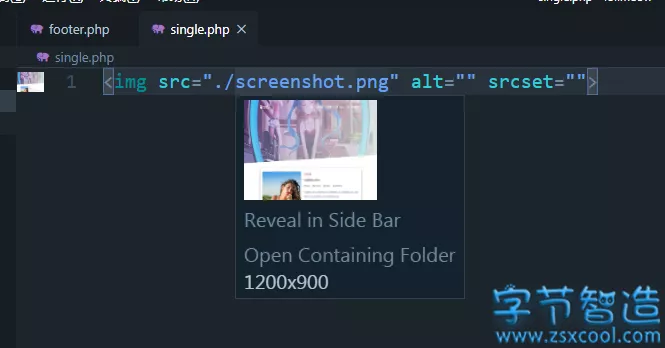 footer.php
single.php
single.php
1 <img src="./screenshot.png" alt="" srcset="">
Reveal in Side Bar
Open Containing Folder
1200x900
字节智造
www.zsxcool.com